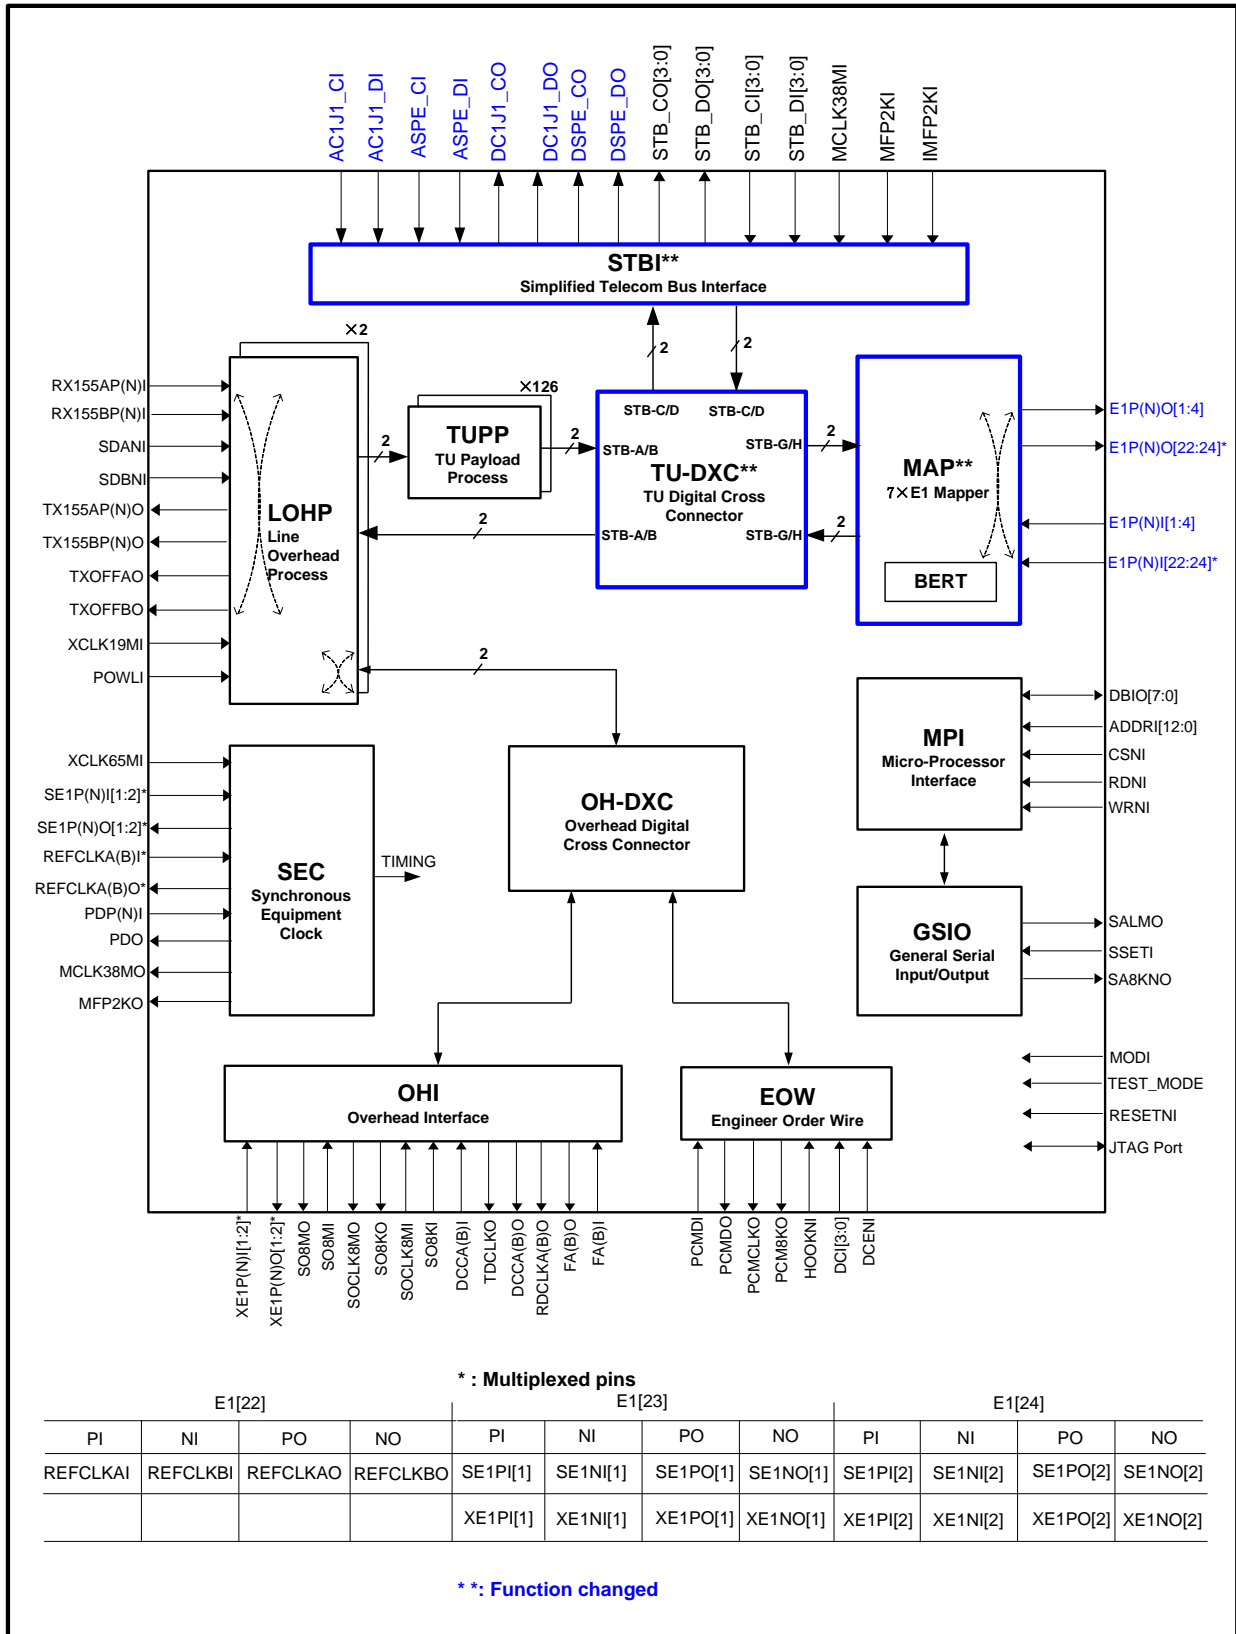 AC1J1_CI
AC1J1_DI
ASPE_CI
ASPE_DI
DC1J1_CO
DC1J1_DO
DSPE_CO
DSPE_DO
STB_CO[3:0]
STB_DO[3:0]
STB_CI[3:0]
STB_DI[3:0]
MCLK38MI
MFP2KI
IMFP2KI
STBI**
Simplified Telecom Bus Interface
×2
2
2
RX155AP(N)I
RX155BP(N)I
SDANI
SDBNI
TX155AP(N)O
TX155BP(N)O
TXOFFAO
TXOFFBO
XCLK19MI
POWLI
LOHP
Line
Overhead
Process
2
×126
TUPP
TU Payload
Process
2
2
STB-C/D
STB-C/D
STB-A/B
STB-G/H
TU-DXC**
TU Digital Cross
Connector
STB-A/B
STB-G/H
2
2
MAP**
7×E1 Mapper
BERT
E1P(N)O[1:4]
E1P(N)O[22:24]*
E1P(N)I[1:4]
E1P(N)I[22:24]*
2
XCLK65MI
SE1P(N)I[1:2]*
SE1P(N)O[1:2]*
REFCLKA(B)I*
REFCLKA(B)O*
PDP(N)I
PDO
MCLK38MO
MFP2KO
SEC
Synchronous
Equipment
Clock
TIMING
OH-DXC
Overhead Digital
Cross Connector
MPI
Micro-Processor
Interface
DBIO[7:0]
ADDRI[12:0]
CSNI
RDNI
WRNI
GSIO
General Serial
Input/Output
SALMO
SSETI
SA8KNO
MODI
TEST_MODE
RESETNI
JTAG Port
OHI
Overhead Interface
EOW
Engineer Order Wire
XE1P(N)I[1:2]*
XE1P(N)O[1:2]*
SO8MO
SO8MI
SOCLK8MO
SO8KO
SOCLK8MI
SO8KI
DCCA(B)I
TDCLKO
DCCA(B)O
RDCLKA(B)O
FA(B)O
FA(B)I
PCMDI
PCMDO
PCMCLKO
PCM8KO
HOOKNI
DCI[3:0]
DCENI
* : Multiplexed pins
E1[22] E1[23] E1[24]
PI NI PO NO PI NI PO NO PI NI PO NO
REFCLKAI REFCLKBI REFCLKAO REFCLKBO SE1PI[1] SE1NI[1] SE1PO[1] SE1NO[1] SE1PI[2] SE1NI[2] SE1PO[2] SE1NO[2]
XE1PI[1] XE1NI[1] XE1PO[1] XE1NO[1] XE1PI[2] XE1NI[2] XE1PO[2] XE1NO[2]
* *: Function changed